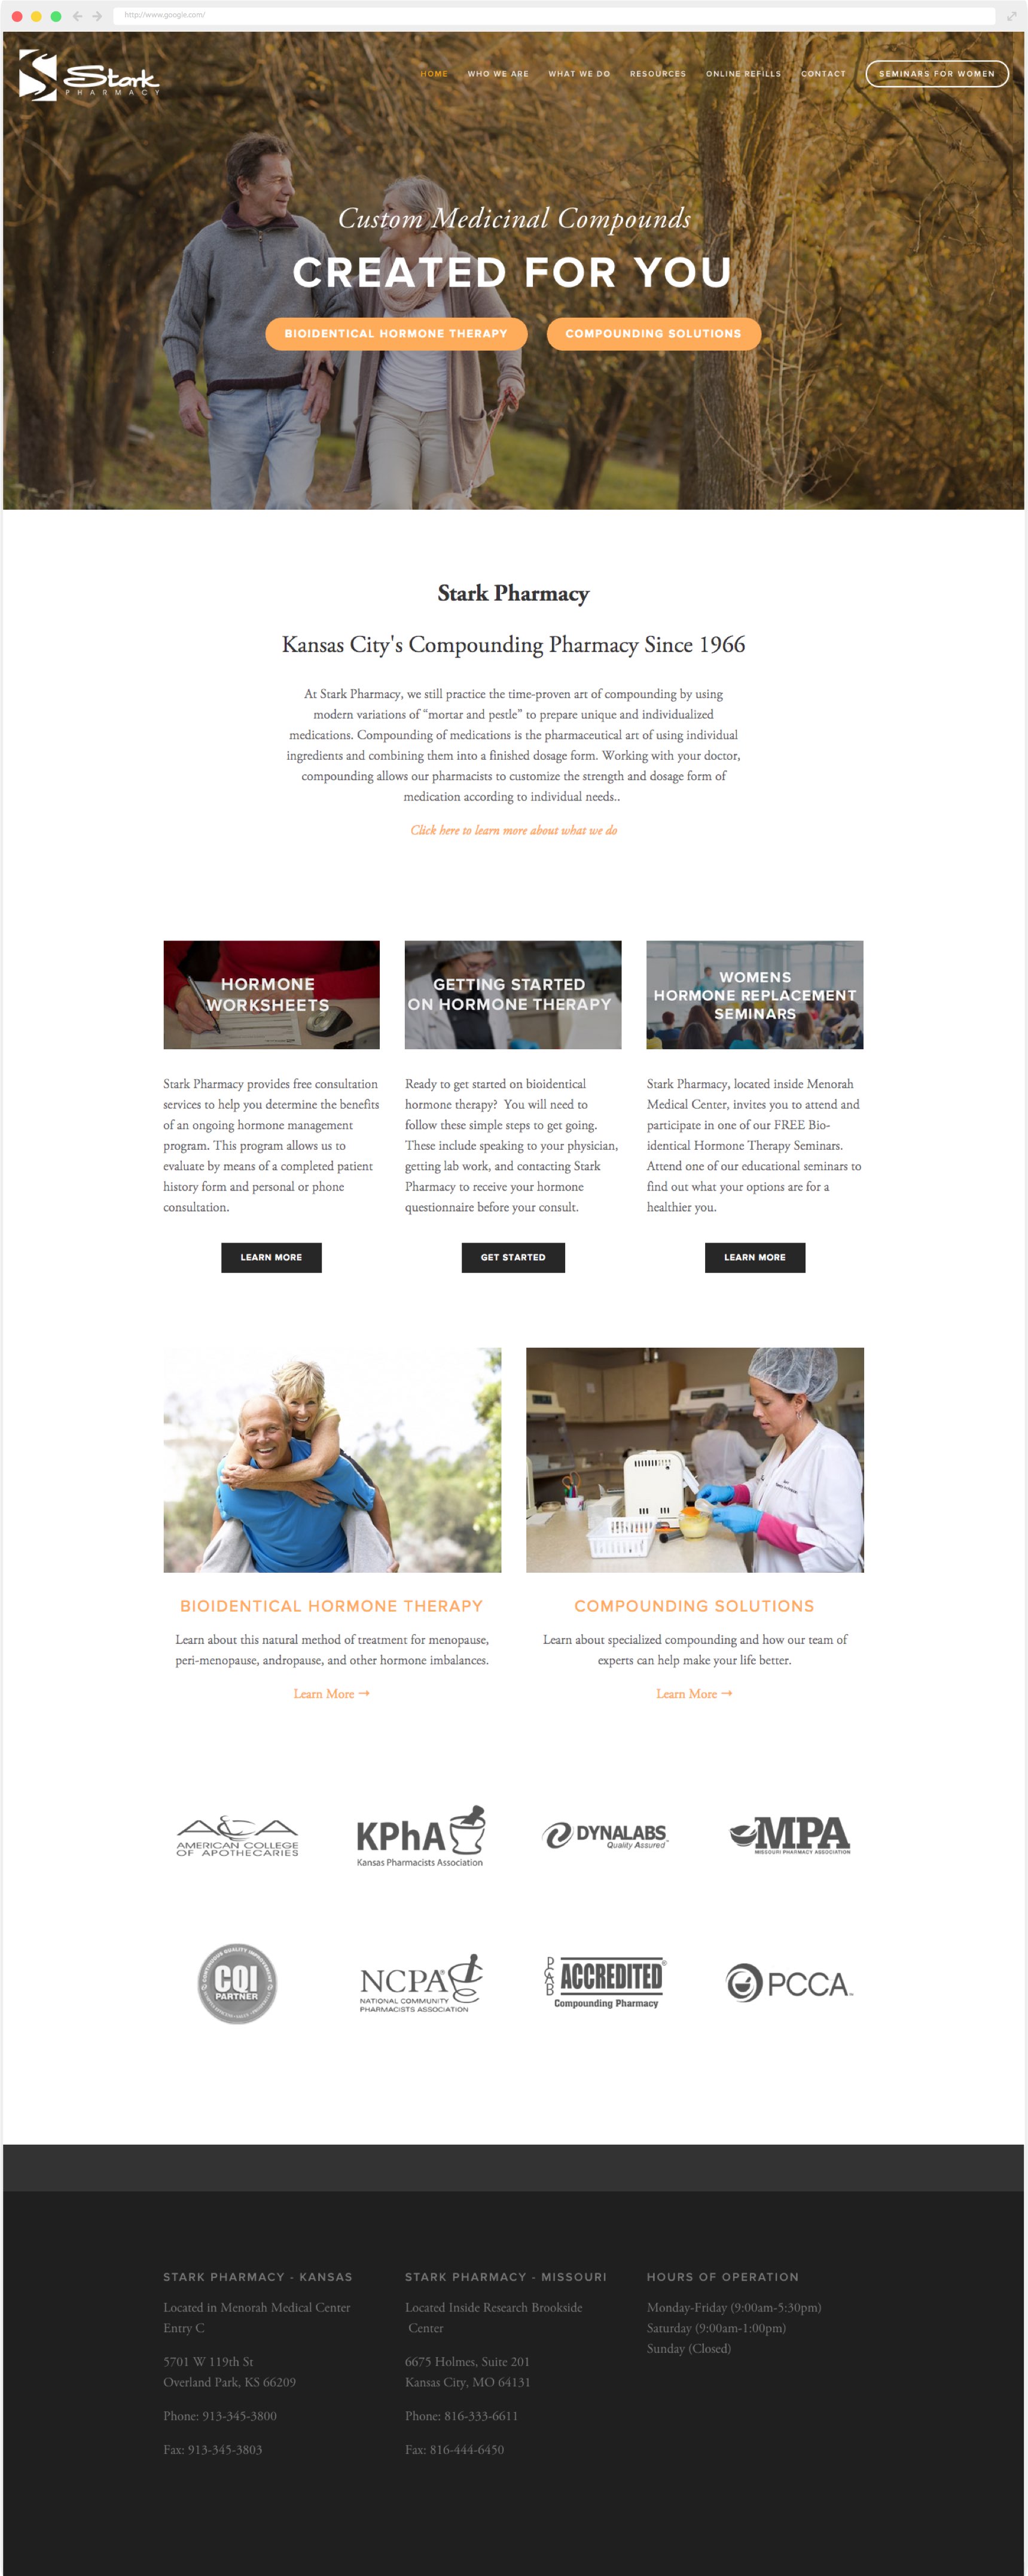 http://www.google.com/
Stark
PHARMACY
HOME
WHO WE ARE
WHAT WE DO
RESOURCES
ONLINE REFILLS
CONTACT
SEMINARS FOR WOMEN
Custom Medicinal Compounds
CREATED FOR YOU
BIOIDENTICAL HORMONE THERAPY
COMPOUNDING SOLUTIONS
Stark Pharmacy
Kansas City's Compounding Pharmacy Since 1966
At Stark Pharmacy, we still practice the time-proven art of compounding by using
modern variations of “mortar and pestle” to prepare unique and individualized
medications. Compounding of medications is the pharmaceutical art of using individual
ingredients and combining them into a finished dosage form. Working with your doctor,
compounding allows our pharmacists to customize the strength and dosage form of
medication according to individual needs..
Click here to learn more about what we do
HORMONE
WORKSHEETS
Stark Pharmacy provides free consultation
services to help you determine the benefits
of an ongoing hormone management
program. This program allows us to
evaluate by means of a completed patient
history form and personal or phone
consultation.
LEARN MORE
GETTING STARTED
ON HORMONE THERAPY
Ready to get started on bioidentical
hormone therapy?  You will need to
follow these simple steps to get going.
These include speaking to your physician,
getting lab work, and contacting Stark
Pharmacy to receive your hormone
questionnaire before your consult.
GET STARTED
WOMENS
HORMONE REPLACEMENT
SEMINARS
Stark Pharmacy, located inside Menorah
Medical Center, invites you to attend and
participate in one of our FREE Bio-
identical Hormone Therapy Seminars.
Attend one of our educational seminars to
find out what your options are for a
healthier you.
LEARN MORE
BIOIDENTICAL HORMONE THERAPY
Learn about this natural method of treatment for menopause,
peri-menopause, andropause, and other hormone imbalances.
Learn More →
COMPOUNDING SOLUTIONS
Learn about specialized compounding and how our team of
experts can help make your life better.
Learn More →
A&A
AMERICAN COLLEGE
OF APOTHECARIES
KPhA
Kansas Pharmacists Association
DYNALABS
Quality Assured
MPA
MISSOURI PHARMACY ASSOCIATION
CONTINUOUS QUALITY IMPROVEMENT
CQI
PARTNER
NCPA®
NATIONAL COMMUNITY
PHARMACISTS ASSOCIATION
PCAB
ACCREDITED®
Compounding Pharmacy
PCCA
STARK PHARMACY - KANSAS
Located in Menorah Medical Center
Entry C
5701 W 119th St
Overland Park, KS 66209
Phone: 913-345-3800
Fax: 913-345-3803
STARK PHARMACY - MISSOURI
Located Inside Research Brookside
Center
6675 Holmes, Suite 201
Kansas City, MO 64131
Phone: 816-333-6611
Fax: 816-444-6450
HOURS OF OPERATION
Monday-Friday (9:00am-5:30pm)
Saturday (9:00am-1:00pm)
Sunday (Closed)